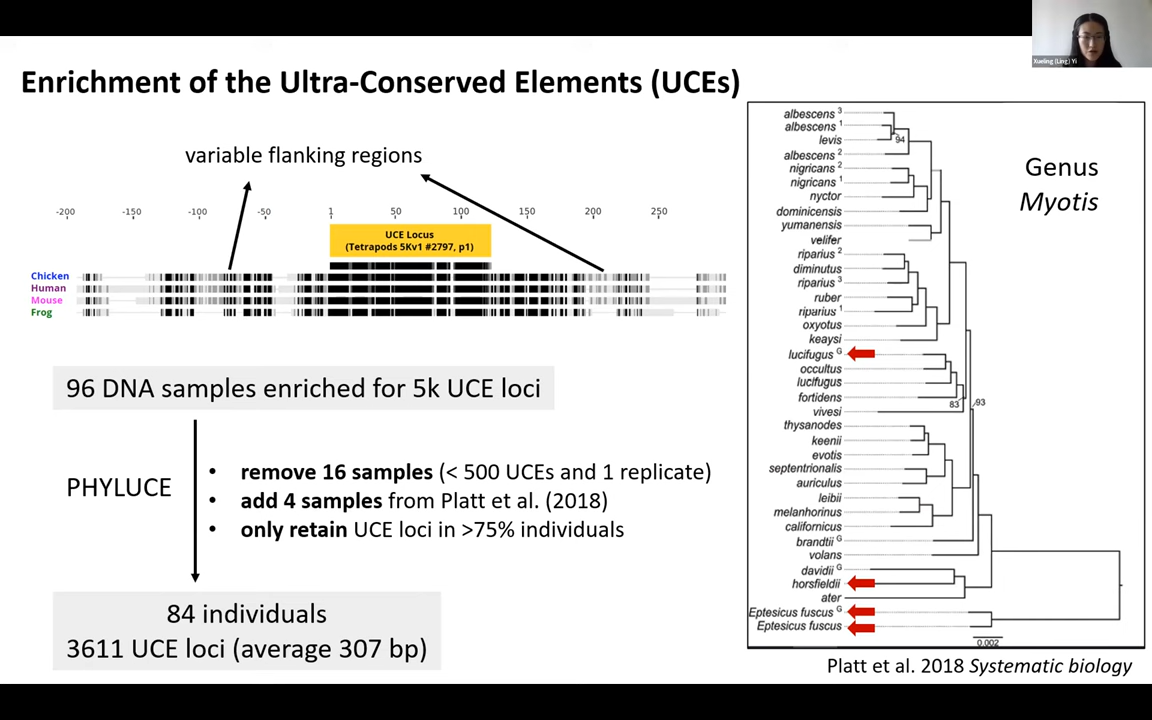 Xueling (Ling) Yi
Enrichment of the Ultra-Conserved Elements (UCEs)
variable flanking regions
-200 -150 -100 -50 1 50 100 150 200 250
UCE Locus
(Tetrapods 5Kv1 #2797, p1)
Chicken
Human
Mouse
Frog
96 DNA samples enriched for 5k UCE loci
PHYLUCE
• remove 16 samples (< 500 UCEs and 1 replicate)
• add 4 samples from Platt et al. (2018)
• only retain UCE loci in >75% individuals
84 individuals
3611 UCE loci (average 307 bp)
Genus
Myotis
albescens 3
albescens 1
levis
94
albescens 2
nigricans 2
nigricans 1
nyctor
dominicensis
yumanensis
velifer
riparius 2
diminutus
riparius 3
ruber
riparius 1
oxyotus
keaysi
lucifugus G
occultus
lucifugus
fortidens
83 93
vivesi
thysanodes
keenii
evotis
septentrionalis
auriculus
leibii
melanhorinus
californicus
brandtii G
volans
davidii G
horsfieldii
ater
Eptesicus fuscus G
Eptesicus fuscus
0.002
Platt et al. 2018 Systematic biology